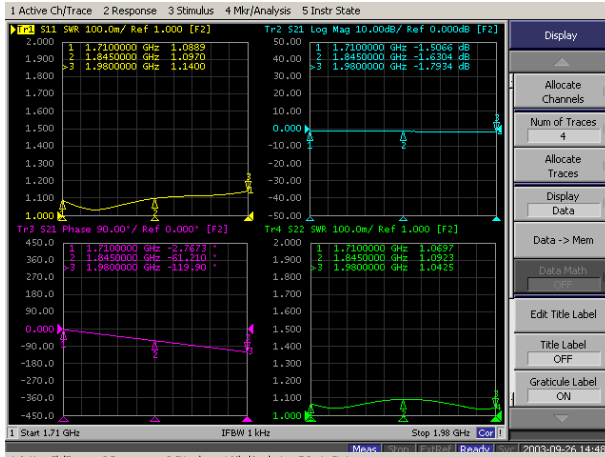 1 Active Ch/Trace 2 Response 3 Stimulus 4 Mkr/Analysis 5 Instr State
Tr1 S11 SWR 100.0m/ Ref 1.000 [F2]
2.000
1.900
1.800
1.700
1.600
1.500
1.400
1.300
1.200
1.100
1.000
1 1.7100000 GHz 1.0889
2 1.8450000 GHz 1.0970
>3 1.9800000 GHz 1.1400
Tr2 S21 Log Mag 10.00dB/ Ref 0.000dB [F2]
50.00
40.00
30.00
20.00
10.00
0.000
-10.00
-20.00
-30.00
-40.00
-50.00
1 1.7100000 GHz -1.5066 dB
2 1.8450000 GHz -1.6304 dB
>3 1.9800000 GHz -1.7934 dB
Tr3 S21 Phase 90.00°/ Ref 0.000° [F2]
450.0
360.0
270.0
180.0
90.00
0.000
-90.00
-180.0
-270.0
-360.0
-450.0
1 1.7100000 GHz -2.7673 °
2 1.8450000 GHz -61.210 °
>3 1.9800000 GHz -119.90 °
Tr4 S22 SWR 100.0m/ Ref 1.000 [F2]
2.000
1.900
1.800
1.700
1.600
1.500
1.400
1.300
1.200
1.100
1.000
1 1.7100000 GHz 1.0697
2 1.8450000 GHz 1.0923
>3 1.9800000 GHz 1.0425
1 Start 1.71 GHz IFBW 1 kHz Stop 1.98 GHz Cor !
Meas Stop ExtRef Ready Svc 2003-09-26 14:48
Display
Allocate
Channels
Num of Traces
4
Allocate
Traces
Display
Data
Data -> Mem
Data Math
OFF
Edit Title Label
Title Label
OFF
Graticule Label
ON